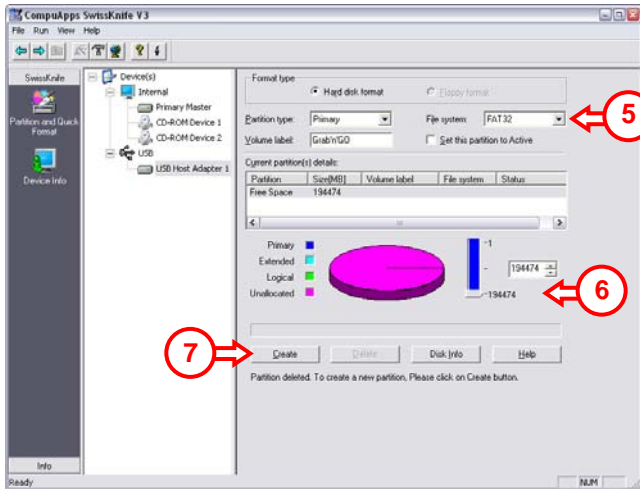 CompuApps SwissKnife V3
File Run View Help
SwissKnife
Partition and Quick Format
Device Info
Info
Device(s)
Internal
Primary Master
CD-ROM Device 1
CD-ROM Device 2
USB
USB Host Adapter 1
Format type
Hard disk format
Floppy format
Partition type: Primary File system: FAT32
5
Volume label: Grab'n'GO Set this partition to Active
Current partition(s) details:
Partition Size[MB] Volume label File system Status
Free Space 194474
Primary
Extended
Logical
Unallocated
1
194474
194474
6
7
Create Delete Disk Info Help
Partition deleted. To create a new partition, Please click on Create button.
Ready NUM